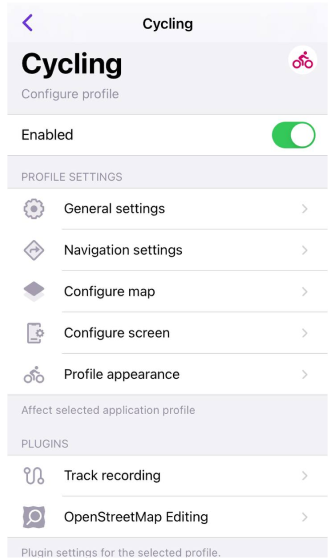 Cycling
Cycling
Configure profile
Enabled
PROFILE SETTINGS
General settings
Navigation settings
Configure map
Configure screen
Profile appearance
Affect selected application profile
PLUGINS
Track recording
OpenStreetMap Editing
Plugin settings for the selected profile.